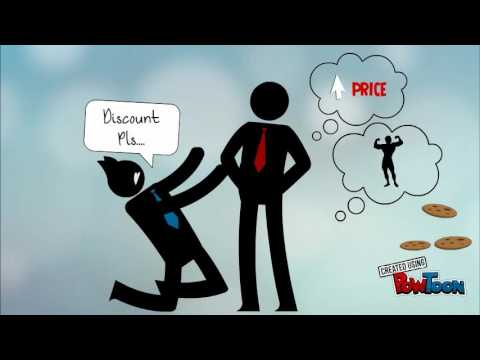 Discount
Pls....
PRICE
CREATED USING
POWTOON